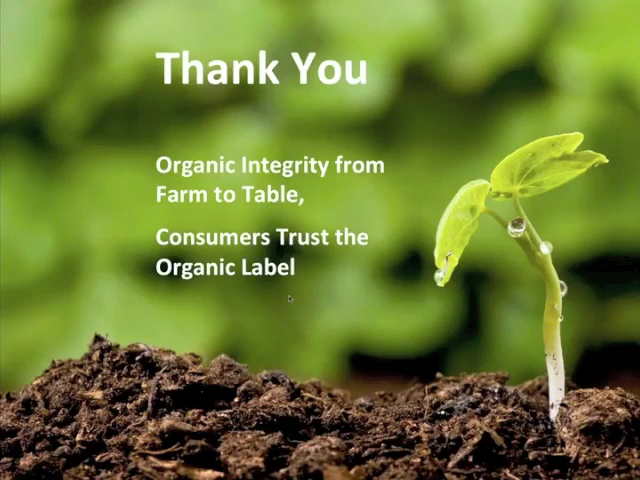 Thank You
Organic Integrity from
Farm to Table,
Consumers Trust the
Organic Label